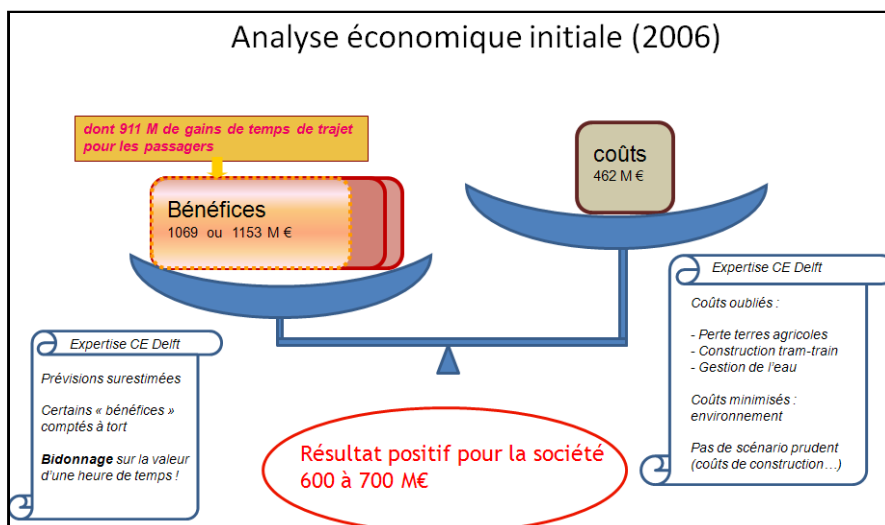 Analyse économique initiale (2006)
dont 911 M de gains de temps de trajet
pour les passagers
Bénéfices
1069 ou 1153 M €
coûts
462 M €
Expertise CE Delft
Prévisions surestimées
Certains « bénéfices »
comptés à tort
Bidonnage sur la valeur
d'une heure de temps !
Résultat positif pour la société
600 à 700 M€
Expertise CE Delft
Coûts oubliés :
- Perte terres agricoles
- Construction tram-train
- Gestion de l'eau
Coûts minimisés :
environnement
Pas de scénario prudent
(coûts de construction…)